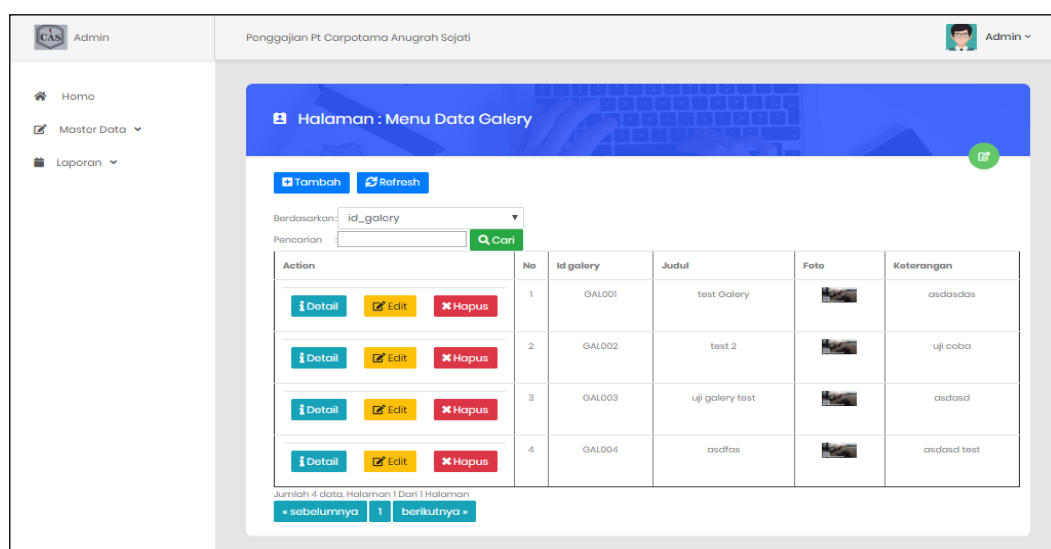 CAS Admin
Penggajian Pt Carpotama Anugrah Sejati
Admin
Home
Master Data
Laporan
Halaman : Menu Data Galery
Tambah Refresh
Berdasarkan: id_galery
Pencarian : Cari
Action No Id galery Judul Foto Keterangan
Detail Edit Hapus 1 GAL001 test Galery asdasdas
Detail Edit Hapus 2 GAL002 test 2 uji coba
Detail Edit Hapus 3 GAL003 uji galery test asdasd
Detail Edit Hapus 4 GAL004 asdfas asdasd test
Jumlah 4 data, Halaman 1 Dari 1 Halaman
« sebelumnya 1 berikutnya »